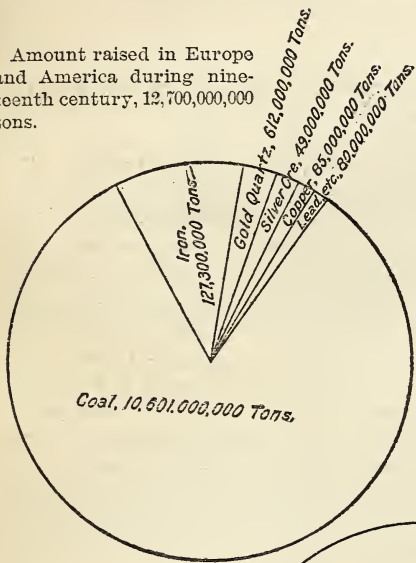 Amount raised in Europe
and America during nine-
teenth century, 12,700,000,000
tons.
Iron.
127,300,000 Tons.
Gold Quartz, 612,000,000 Tons.
Silver Ore, 49,000,000 Tons.
Copper, 85,000,000 Tons.
Lead, etc., 80,000,000 Tons.
Coal, 10,601,000,000 Tons.